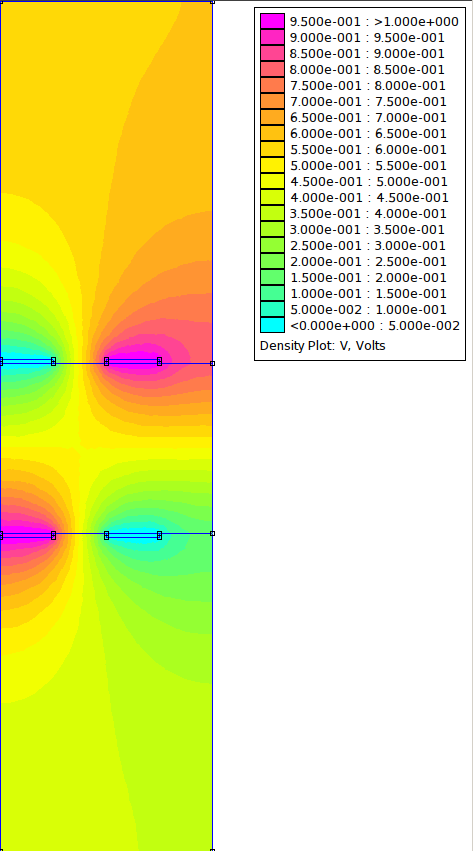 9.500e-001 : >1.000e+000
9.000e-001 : 9.500e-001
8.500e-001 : 9.000e-001
8.000e-001 : 8.500e-001
7.500e-001 : 8.000e-001
7.000e-001 : 7.500e-001
6.500e-001 : 7.000e-001
6.000e-001 : 6.500e-001
5.500e-001 : 6.000e-001
5.000e-001 : 5.500e-001
4.500e-001 : 5.000e-001
4.000e-001 : 4.500e-001
3.500e-001 : 4.000e-001
3.000e-001 : 3.500e-001
2.500e-001 : 3.000e-001
2.000e-001 : 2.500e-001
1.500e-001 : 2.000e-001
1.000e-001 : 1.500e-001
5.000e-002 : 1.000e-001
<0.000e+000 : 5.000e-002
Density Plot: V, Volts